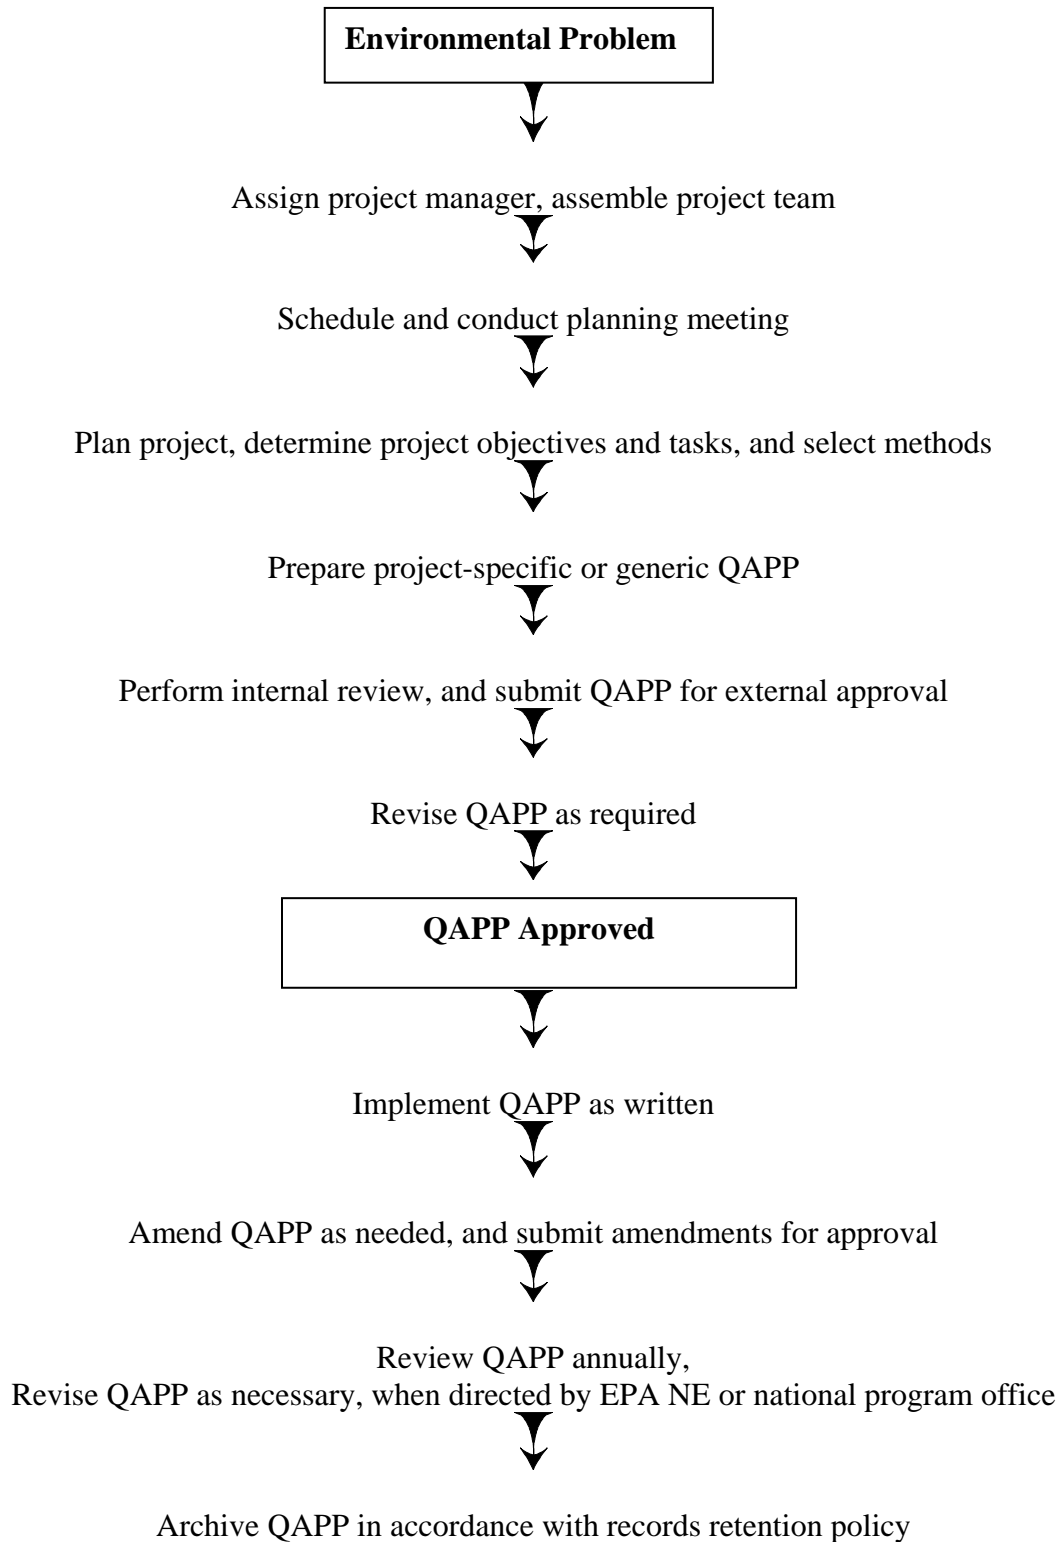 Environmental Problem
Assign project manager, assemble project team
Schedule and conduct planning meeting
Plan project, determine project objectives and tasks, and select methods
Prepare project-specific or generic QAPP
Perform internal review, and submit QAPP for external approval
Revise QAPP as required
QAPP Approved
Implement QAPP as written
Amend QAPP as needed, and submit amendments for approval
Review QAPP annually,
Revise QAPP as necessary, when directed by EPA NE or national program office
Archive QAPP in accordance with records retention policy